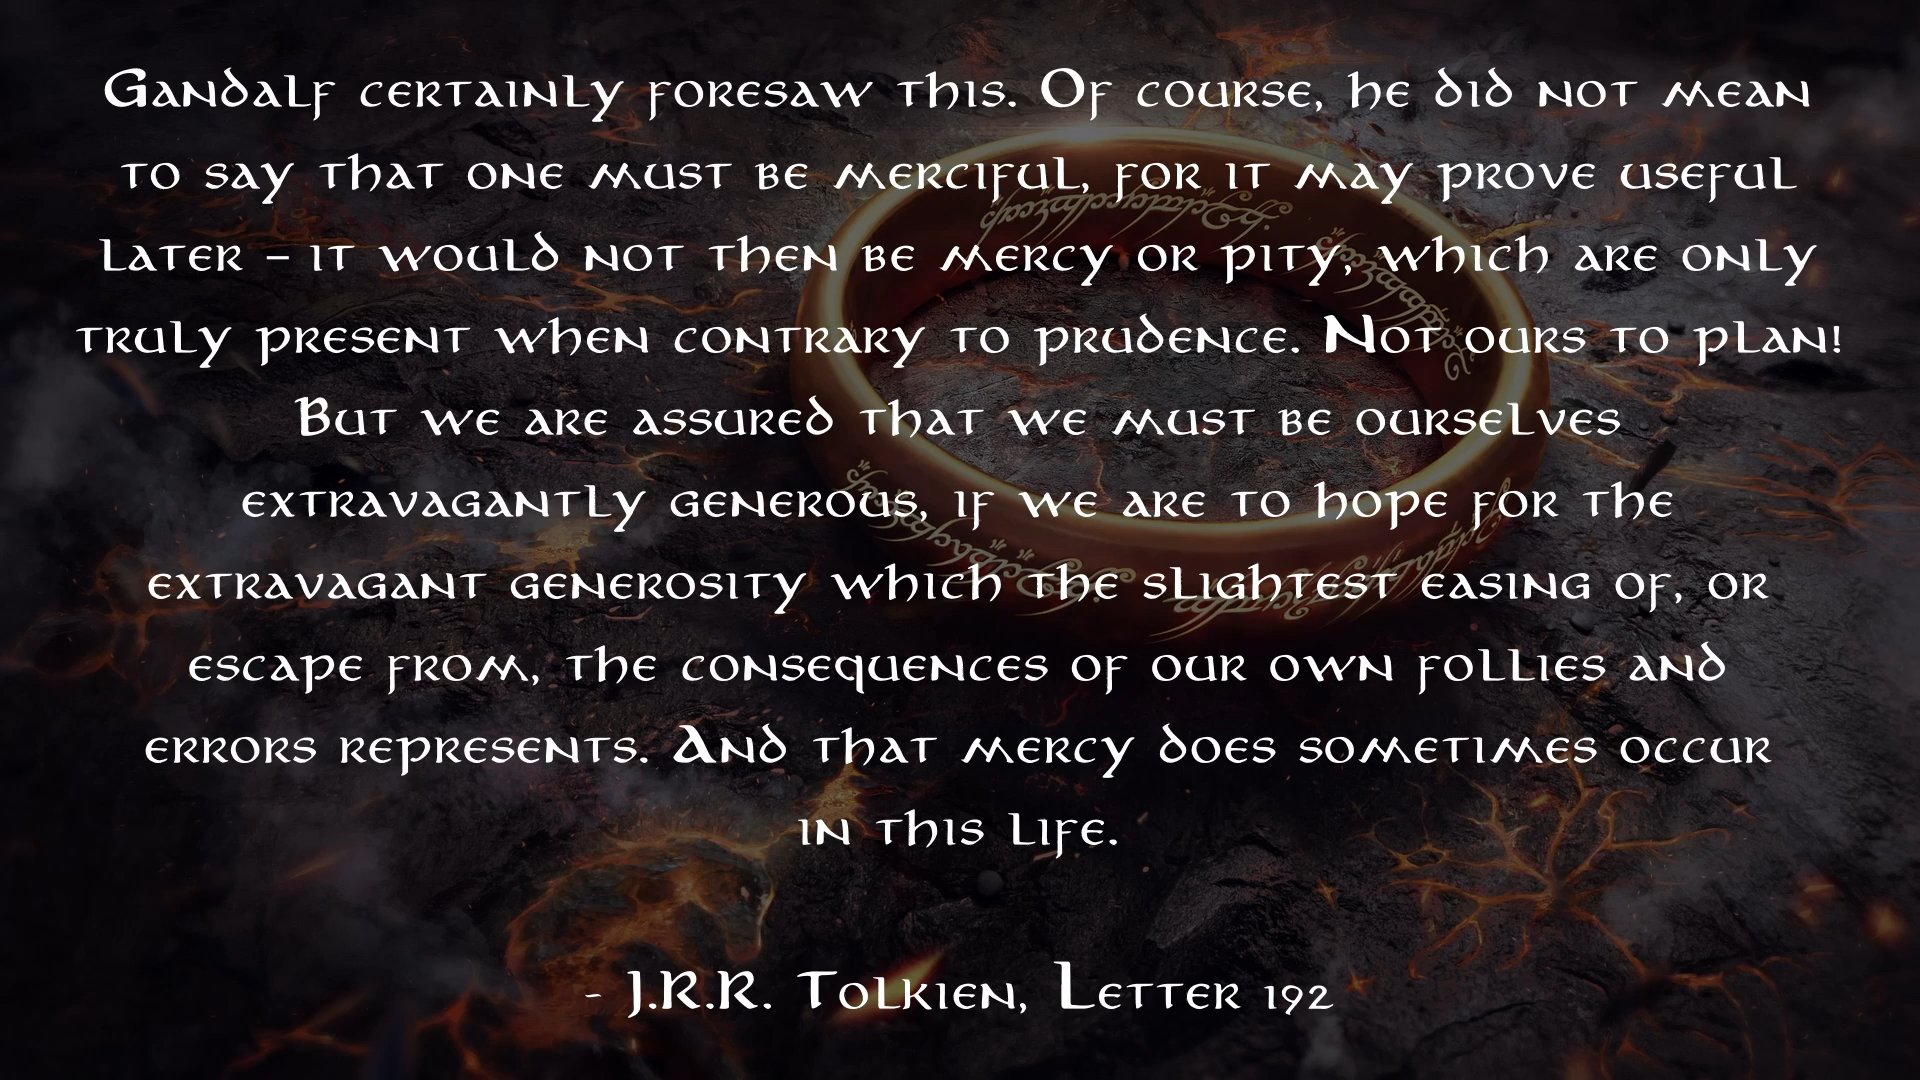 Gandalf certainly foresaw this. Of course, he did not mean
to say that one must be merciful, for it may prove useful
later – it would not then be mercy or pity, which are only
truly present when contrary to prudence. Not ours to plan!
But we are assured that we must be ourselves
extravagantly generous, if we are to hope for the
extravagant generosity which the slightest easing of, or
escape from, the consequences of our own follies and
errors represents. And that mercy does sometimes occur
in this life.
- J.R.R. Tolkien, Letter 192